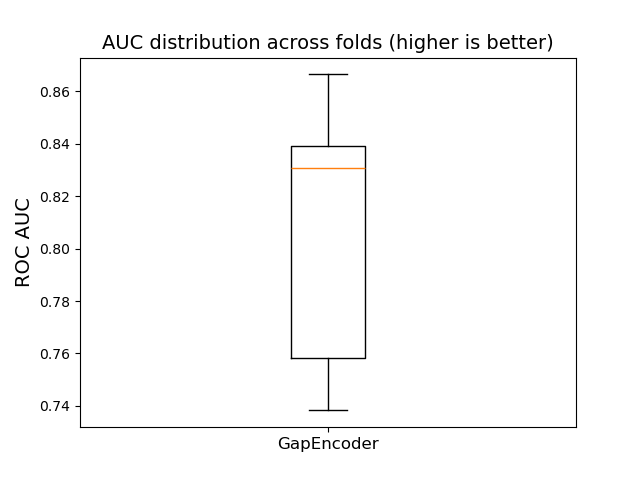 AUC distribution across folds (higher is better)
ROC AUC
0.86
0.84
0.82
0.80
0.78
0.76
0.74
GapEncoder